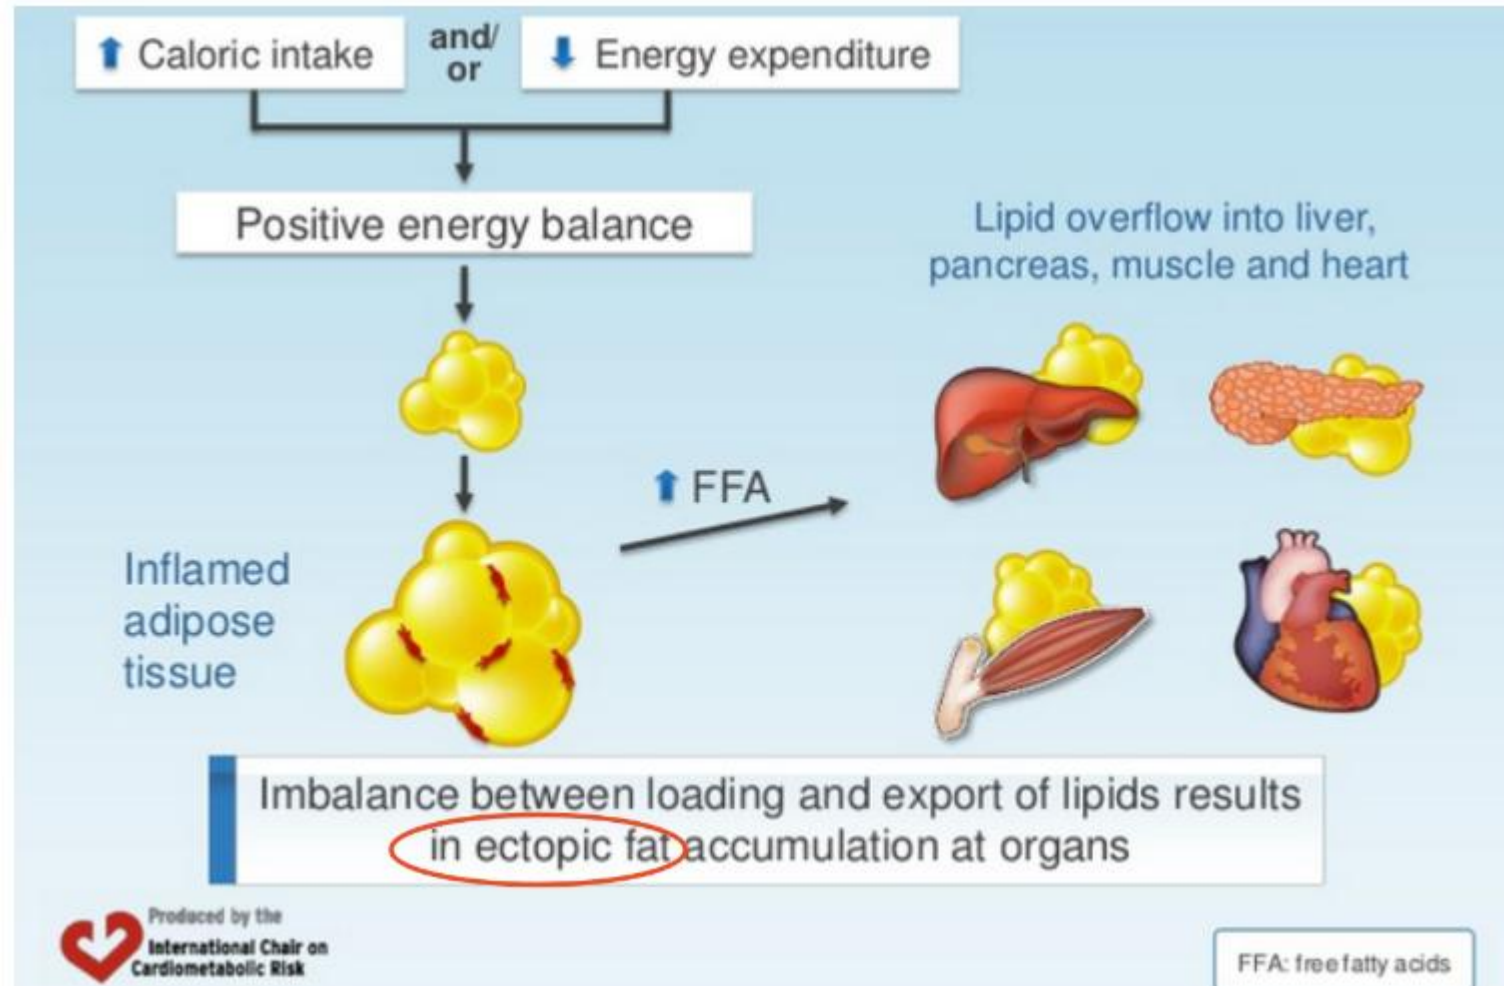 Caloric intake
and/
or
Energy expenditure
Positive energy balance
Lipid overflow into liver,
pancreas, muscle and heart
FFA
Inflamed
adipose
tissue
Imbalance between loading and export of lipids results
in ectopic fat accumulation at organs
Produced by the
International Chair on
Cardiometabolic Risk
FFA: free fatty acids